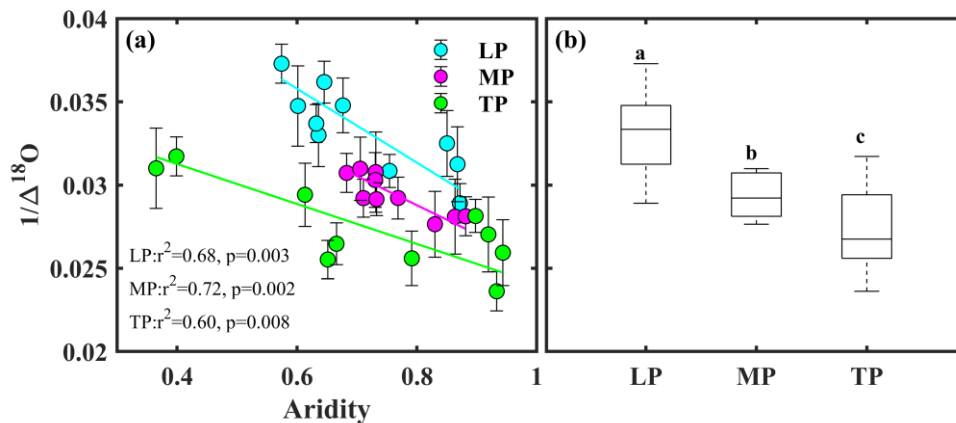 0.04
0.035
0.03
0.025
0.02
1/Δ¹⁸O
(a)
LP
MP
TP
LP:r²=0.68, p=0.003
MP:r²=0.72, p=0.002
TP:r²=0.60, p=0.008
0.4 0.6 0.8 1
Aridity
(b)
a
b
c
LP MP TP